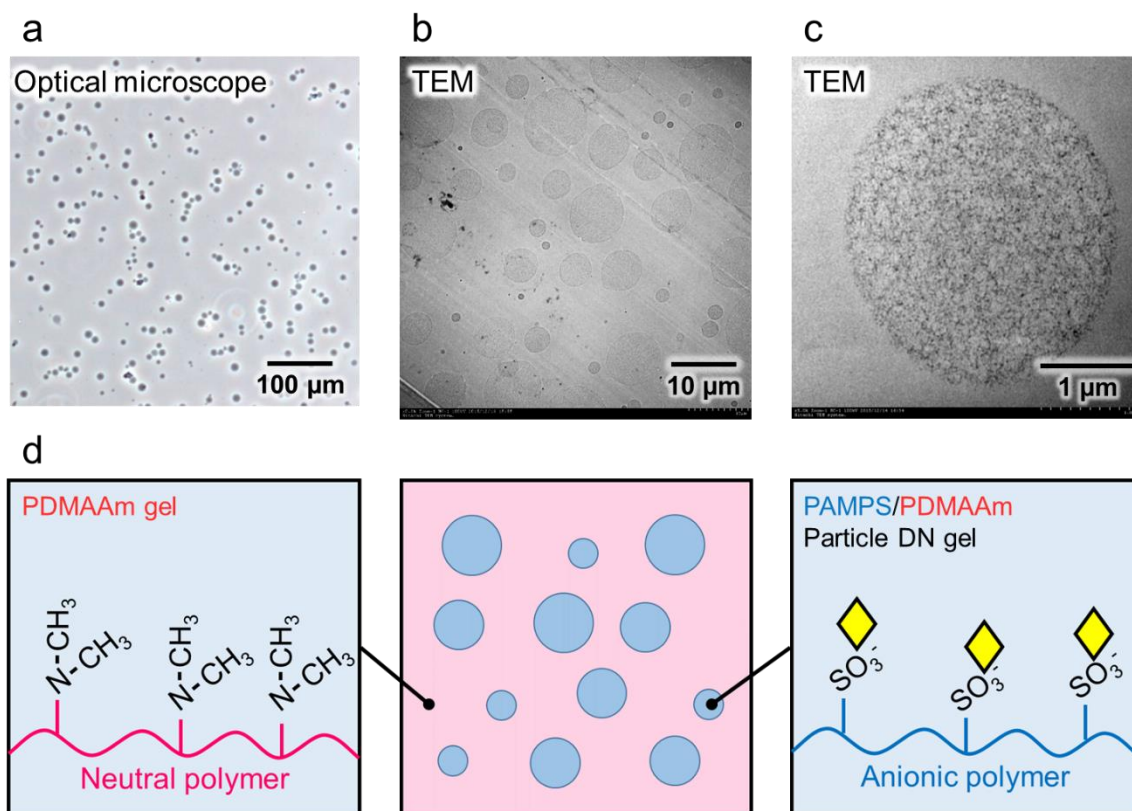 a
b
c
Optical microscope
TEM
TEM
100 µm
10 µm
1 µm
d
PDMAAm gel
N-CH3
CH3
N-CH3
CH3
N-CH3
CH3
Neutral polymer
PAMPS/PDMAAm
Particle DN gel
SO3-
SO3-
SO3-
Anionic polymer